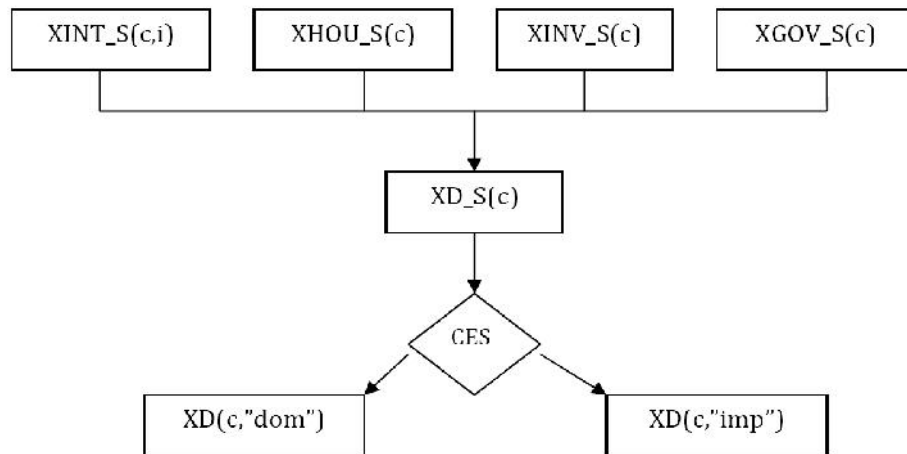 XINT_S(c,i)
XHOU_S(c)
XINV_S(c)
XGOV_S(c)
XD_S(c)
CES
XD(c,”dom”)
XD(c,”imp”)